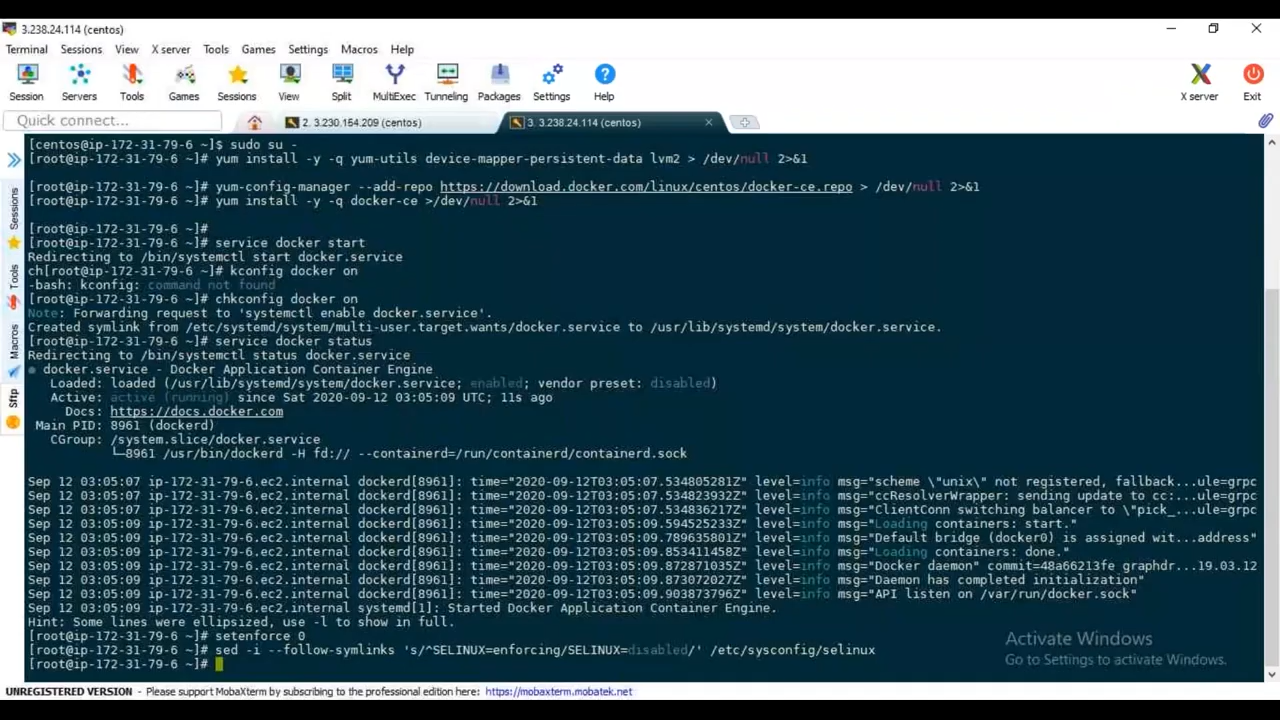 3.238.24.114 (centos)
Terminal Sessions View X server Tools Games Settings Macros Help
Session Servers Tools Games Sessions View Split MultiExec Tunneling Packages Settings Help X server Exit
Quick connect... 2. 3.230.154.209 (centos) 3. 3.238.24.114 (centos)
Sessions
Tools
Macros
Sftp
[centos@ip-172-31-79-6 ~]$ sudo su -
[root@ip-172-31-79-6 ~]# yum install -y -q yum-utils device-mapper-persistent-data lvm2 > /dev/null 2>&1
[root@ip-172-31-79-6 ~]# yum-config-manager --add-repo https://download.docker.com/linux/centos/docker-ce.repo > /dev/null 2>&1
[root@ip-172-31-79-6 ~]# yum install -y -q docker-ce >/dev/null 2>&1
[root@ip-172-31-79-6 ~]#
[root@ip-172-31-79-6 ~]# service docker start
Redirecting to /bin/systemctl start docker.service
ch[root@ip-172-31-79-6 ~]# kconfig docker on
-bash: kconfig: command not found
[root@ip-172-31-79-6 ~]# chkconfig docker on
Note: Forwarding request to 'systemctl enable docker.service'.
Created symlink from /etc/systemd/system/multi-user.target.wants/docker.service to /usr/lib/systemd/system/docker.service.
[root@ip-172-31-79-6 ~]# service docker status
Redirecting to /bin/systemctl status docker.service
● docker.service - Docker Application Container Engine
Loaded: loaded (/usr/lib/systemd/system/docker.service; enabled; vendor preset: disabled)
Active: active (running) since Sat 2020-09-12 03:05:09 UTC; 11s ago
Docs: https://docs.docker.com
Main PID: 8961 (dockerd)
CGroup: /system.slice/docker.service
└─8961 /usr/bin/dockerd -H fd:// --containerd=/run/containerd/containerd.sock
Sep 12 03:05:07 ip-172-31-79-6.ec2.internal dockerd[8961]: time="2020-09-12T03:05:07.534805281Z" level=info msg="scheme \"unix\" not registered, fallback...ule=grpc
Sep 12 03:05:07 ip-172-31-79-6.ec2.internal dockerd[8961]: time="2020-09-12T03:05:07.534823932Z" level=info msg="ccResolverWrapper: sending update to cc:...ule=grpc
Sep 12 03:05:07 ip-172-31-79-6.ec2.internal dockerd[8961]: time="2020-09-12T03:05:07.534836217Z" level=info msg="ClientConn switching balancer to \"pick_...ule=grpc
Sep 12 03:05:09 ip-172-31-79-6.ec2.internal dockerd[8961]: time="2020-09-12T03:05:09.594525233Z" level=info msg="Loading containers: start."
Sep 12 03:05:09 ip-172-31-79-6.ec2.internal dockerd[8961]: time="2020-09-12T03:05:09.789635801Z" level=info msg="Default bridge (docker0) is assigned wit...address"
Sep 12 03:05:09 ip-172-31-79-6.ec2.internal dockerd[8961]: time="2020-09-12T03:05:09.853411458Z" level=info msg="Loading containers: done."
Sep 12 03:05:09 ip-172-31-79-6.ec2.internal dockerd[8961]: time="2020-09-12T03:05:09.872871035Z" level=info msg="Docker daemon" commit=48a66213fe graphdr...19.03.12
Sep 12 03:05:09 ip-172-31-79-6.ec2.internal dockerd[8961]: time="2020-09-12T03:05:09.873072027Z" level=info msg="Daemon has completed initialization"
Sep 12 03:05:09 ip-172-31-79-6.ec2.internal dockerd[8961]: time="2020-09-12T03:05:09.903873796Z" level=info msg="API listen on /var/run/docker.sock"
Sep 12 03:05:09 ip-172-31-79-6.ec2.internal systemd[1]: Started Docker Application Container Engine.
Hint: Some lines were ellipsized, use -l to show in full.
[root@ip-172-31-79-6 ~]# setenforce 0
[root@ip-172-31-79-6 ~]# sed -i --follow-symlinks 's/^SELINUX=enforcing/SELINUX=disabled/' /etc/sysconfig/selinux
[root@ip-172-31-79-6 ~]#
Activate Windows
Go to Settings to activate Windows.
UNREGISTERED VERSION - Please support MobaXterm by subscribing to the professional edition here: https://mobaxterm.mobatek.net